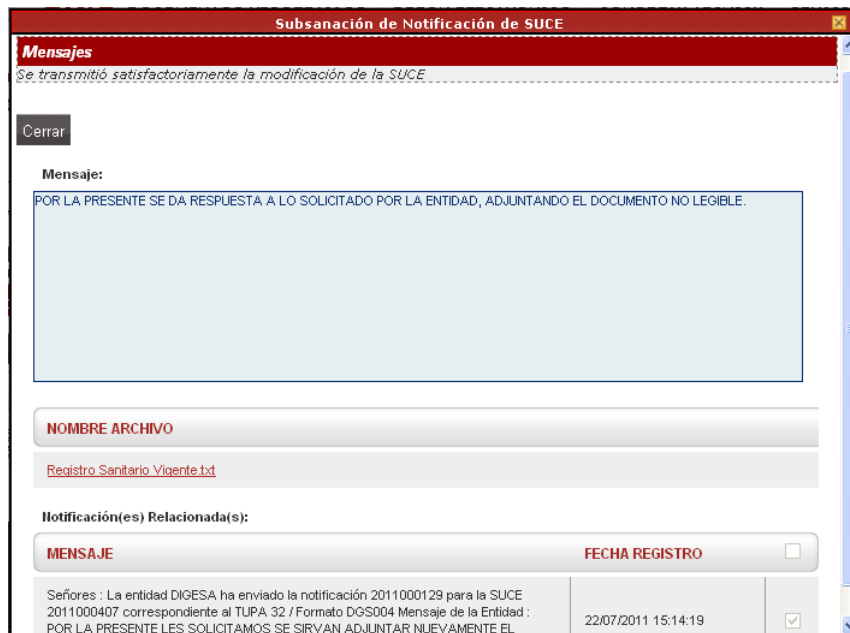 Subsanación de Notificación de SUCE
Mensajes
Se transmitió satisfactoriamente la modificación de la SUCE
Cerrar
Mensaje:
POR LA PRESENTE SE DA RESPUESTA A LO SOLICITADO POR LA ENTIDAD, ADJUNTANDO EL DOCUMENTO NO LEGIBLE.
NOMBRE ARCHIVO
Registro Sanitario Vigente.txt
Notificación(es) Relacionada(s):
MENSAJE FECHA REGISTRO
Señores : La entidad DIGESA ha enviado la notificación 2011000129 para la SUCE
2011000407 correspondiente al TUPA 32 / Formato DGS004 Mensaje de la Entidad :
POR LA PRESENTE LES SOLICITAMOS SE SIRVAN ADJUNTAR NUEVAMENTE EL
22/07/2011 15:14:19